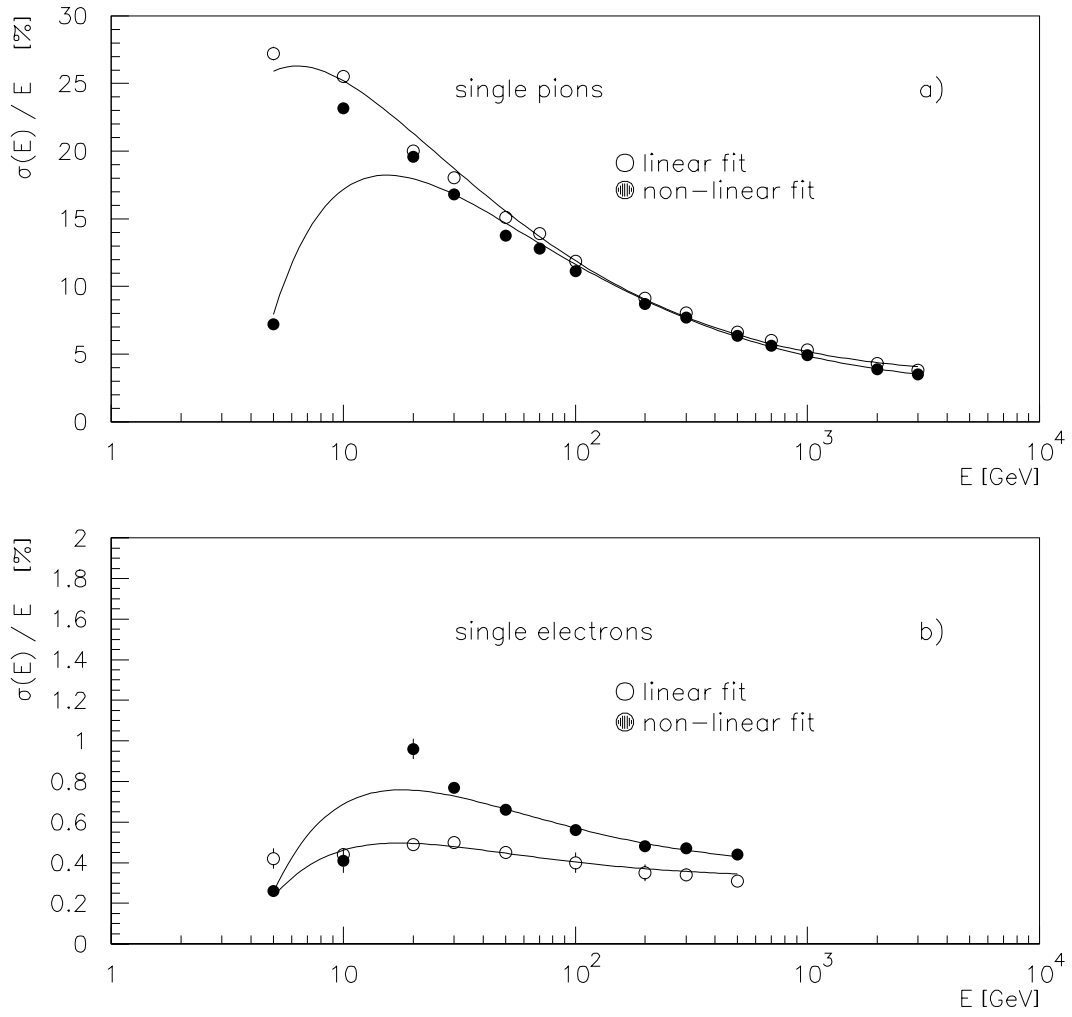 σ(E) / E [%]
30
25
20
15
10
5
0
single pions
a)
linear fit
non-linear fit
1
10
10²
10³
10⁴
E [GeV]
σ(E) / E [%]
2
1.8
1.6
1.4
1.2
1
0.8
0.6
0.4
0.2
0
single electrons
b)
linear fit
non-linear fit
1
10
10²
10³
10⁴
E [GeV]